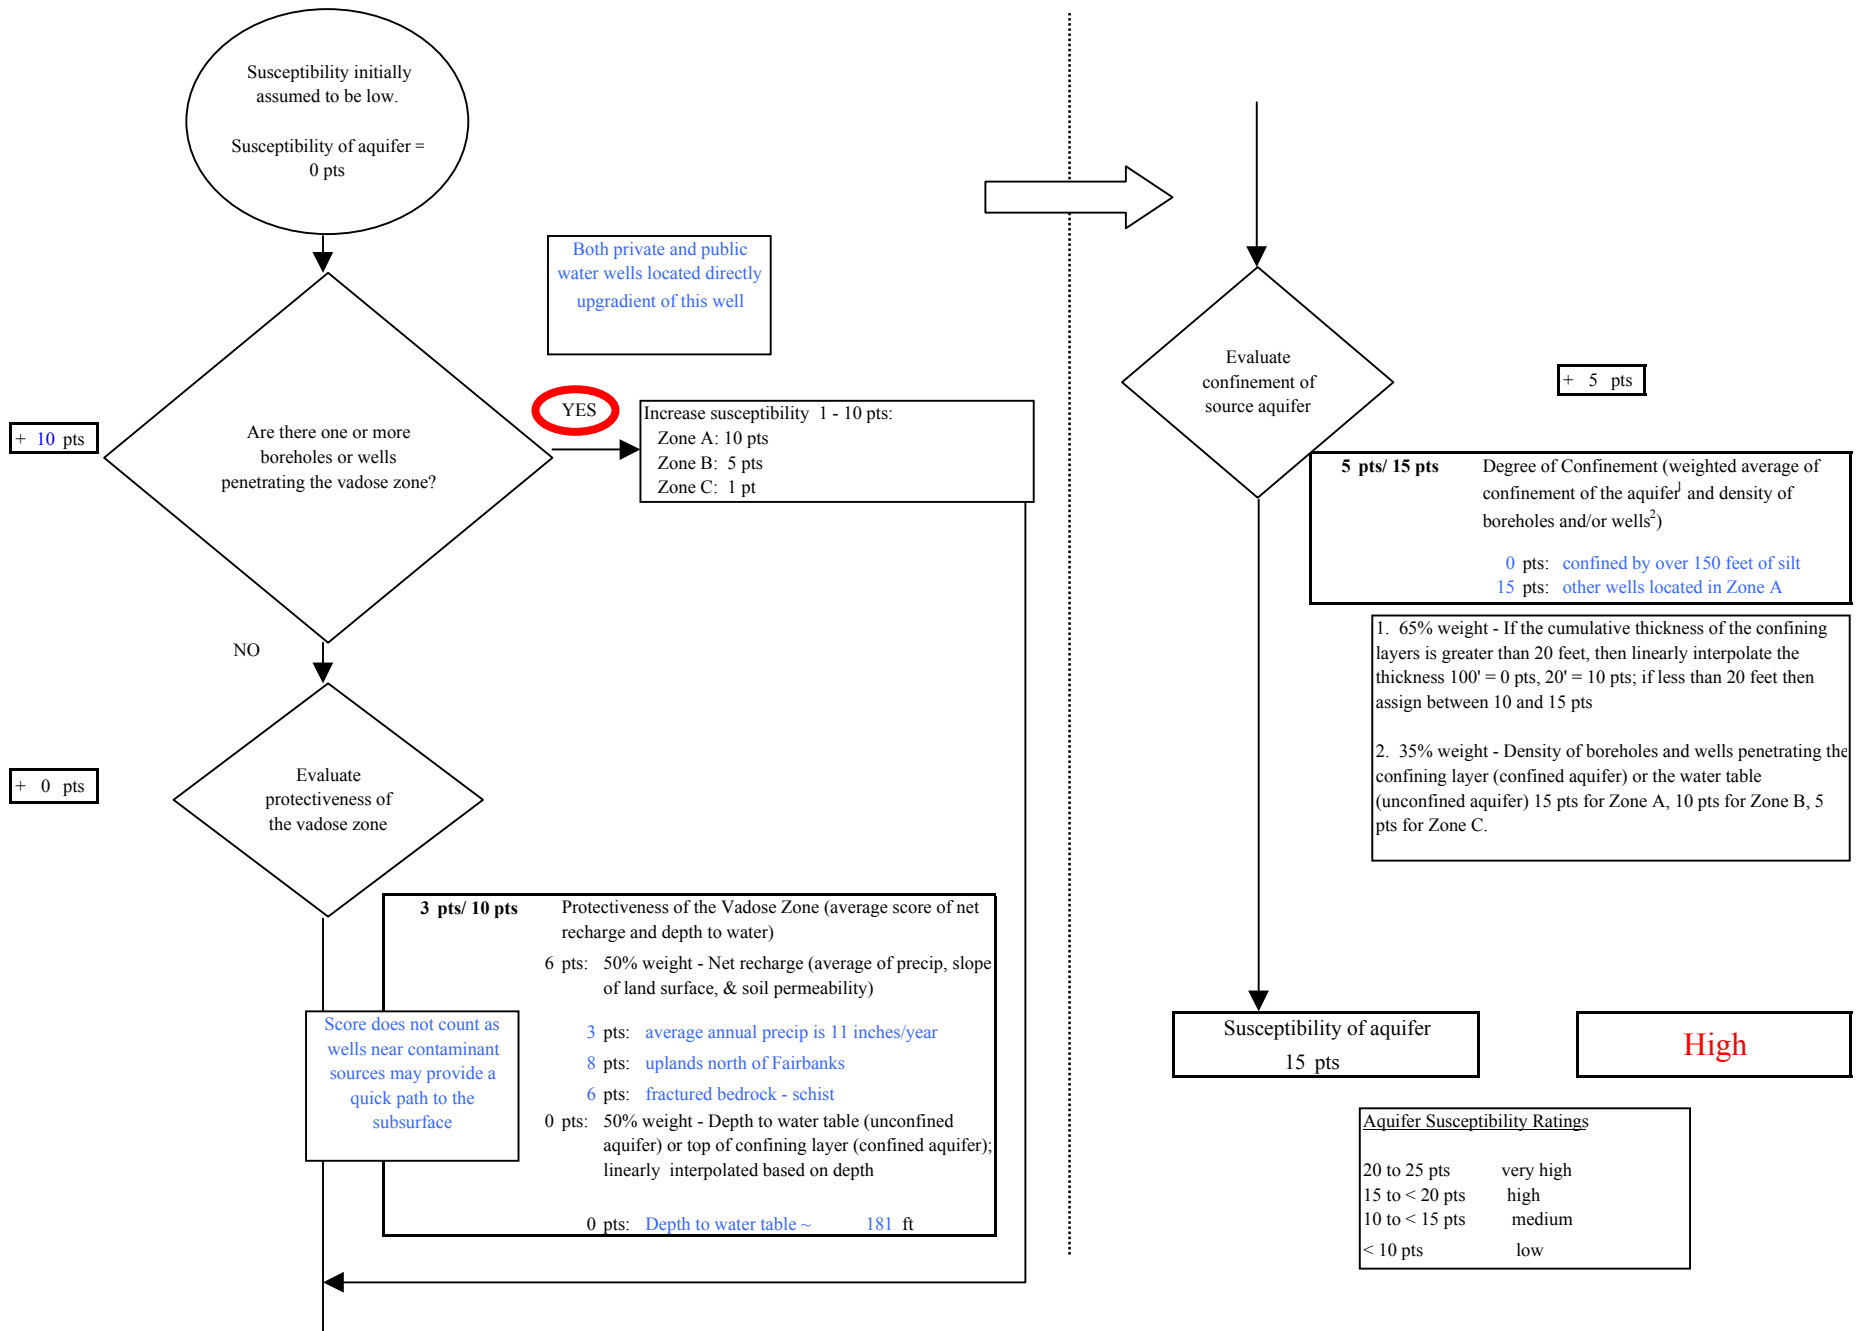 Susceptibility initially
assumed to be low.
Susceptibility of aquifer =
0 pts
Both private and public
water wells located directly
upgradient of this well
YES
+ 10 pts
Are there one or more
boreholes or wells
penetrating the vadose zone?
Increase susceptibility 1 - 10 pts:
Zone A: 10 pts
Zone B: 5 pts
Zone C: 1 pt
NO
+ 0 pts
Evaluate
protectiveness of
the vadose zone
3 pts/ 10 pts Protectiveness of the Vadose Zone (average score of net
recharge and depth to water)
6 pts: 50% weight - Net recharge (average of precip, slope
of land surface, & soil permeability)
3 pts: average annual precip is 11 inches/year
8 pts: uplands north of Fairbanks
6 pts: fractured bedrock - schist
0 pts: 50% weight - Depth to water table (unconfined
aquifer) or top of confining layer (confined aquifer);
linearly interpolated based on depth
0 pts: Depth to water table ~ 181 ft
Score does not count as
wells near contaminant
sources may provide a
quick path to the
subsurface
Evaluate
confinement of
source aquifer
+ 5 pts
5 pts/ 15 pts Degree of Confinement (weighted average of
confinement of the aquifer1 and density of
boreholes and/or wells2)
0 pts: confined by over 150 feet of silt
15 pts: other wells located in Zone A
1. 65% weight - If the cumulative thickness of the confining
layers is greater than 20 feet, then linearly interpolate the
thickness 100' = 0 pts, 20' = 10 pts; if less than 20 feet then
assign between 10 and 15 pts
2. 35% weight - Density of boreholes and wells penetrating the
confining layer (confined aquifer) or the water table
(unconfined aquifer) 15 pts for Zone A, 10 pts for Zone B, 5
pts for Zone C.
Susceptibility of aquifer
15 pts
High
Aquifer Susceptibility Ratings
20 to 25 pts very high
15 to < 20 pts high
10 to < 15 pts medium
< 10 pts low